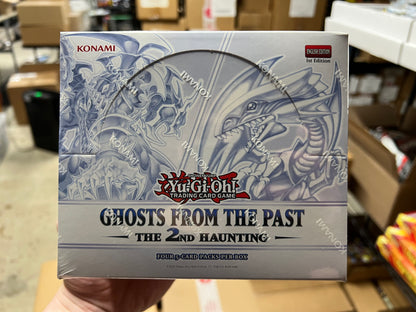 KONAMI
ENGLISH EDITION
1st Edition
Yu-Gi-Oh!
TRADING CARD GAME
GHOSTS FROM THE PAST
THE 2ND HAUNTING
FOUR 5-CARD PACKS PER BOX